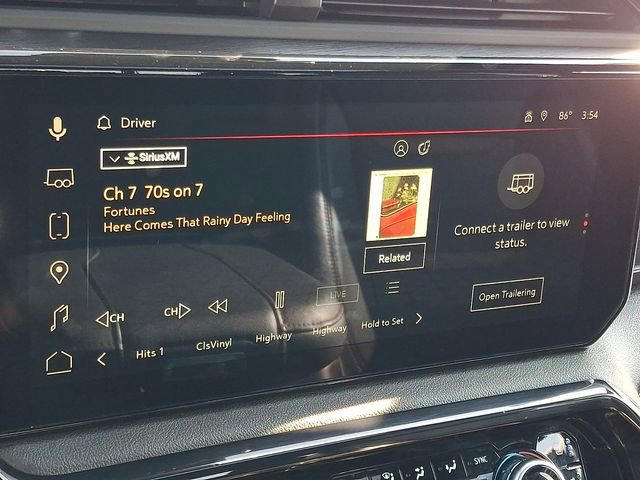 Driver
86° 3:54
SiriusXM
Ch 7 70s on 7
Fortunes
Here Comes That Rainy Day Feeling
Related
Connect a trailer to view
status.
Open Trailering
CH
CH
LIVE
Hits 1
ClsVinyl
Highway
Highway
Hold to Set
SYNC